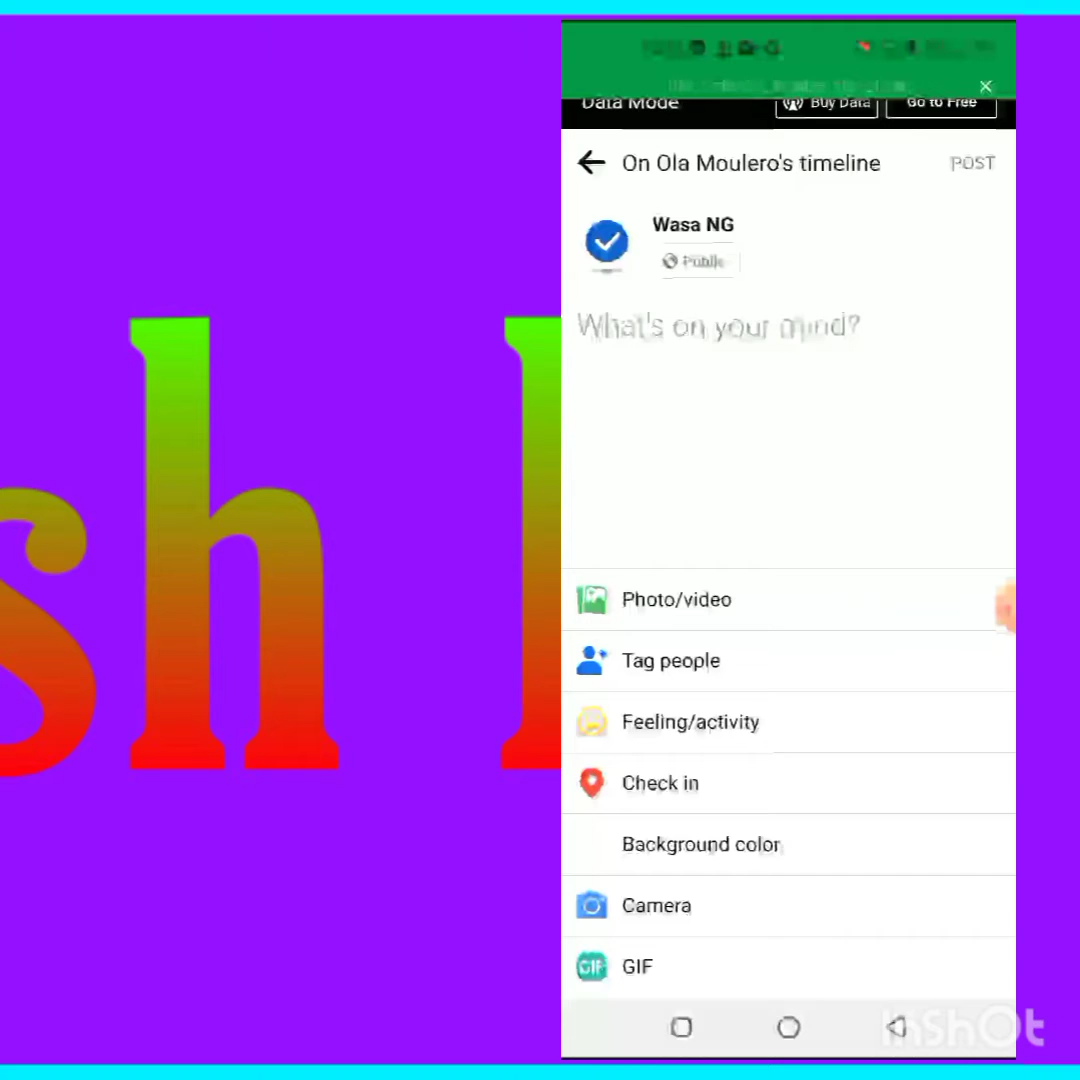 sh
Data Mode
Buy Data
Go to Free
On Ola Moulero's timeline
POST
Wasa NG
Public
What's on your mind?
Photo/video
Tag people
Feeling/activity
Check in
Background color
Camera
GIF
GIF
InShOt